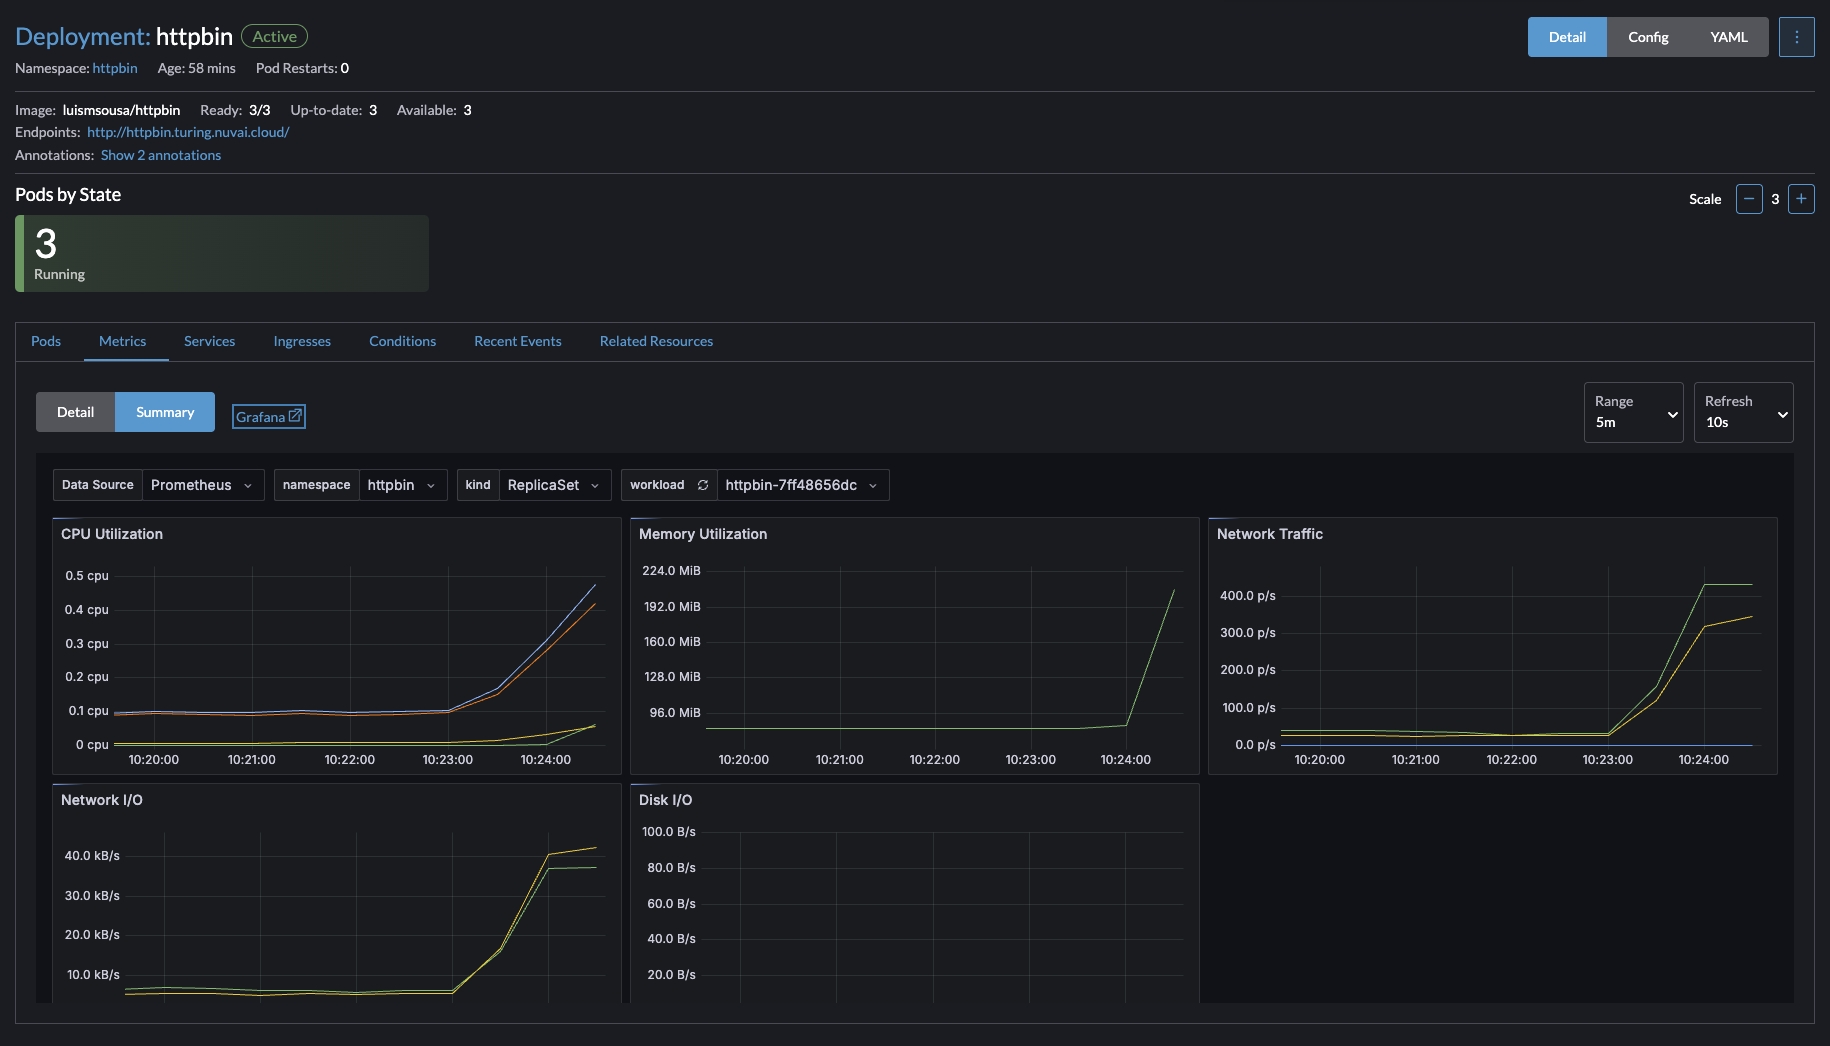 Deployment: httpbin Active
Detail Config YAML
Namespace: httpbin Age: 58 mins Pod Restarts: 0
Image: luismsousa/httpbin Ready: 3/3 Up-to-date: 3 Available: 3
Endpoints: http://httpbin.turing.nuvai.cloud/
Annotations: Show 2 annotations
Pods by State
Scale − 3 +
3
Running
Pods Metrics Services Ingresses Conditions Recent Events Related Resources
Detail Summary Grafana
Range
5m
Refresh
10s
Data Source Prometheus namespace httpbin kind ReplicaSet workload httpbin-7ff48656dc
CPU Utilization
0.5 cpu
0.4 cpu
0.3 cpu
0.2 cpu
0.1 cpu
0 cpu
10:20:00 10:21:00 10:22:00 10:23:00 10:24:00
Memory Utilization
224.0 MiB
192.0 MiB
160.0 MiB
128.0 MiB
96.0 MiB
10:20:00 10:21:00 10:22:00 10:23:00 10:24:00
Network Traffic
400.0 p/s
300.0 p/s
200.0 p/s
100.0 p/s
0.0 p/s
10:20:00 10:21:00 10:22:00 10:23:00 10:24:00
Network I/O
40.0 kB/s
30.0 kB/s
20.0 kB/s
10.0 kB/s
Disk I/O
100.0 B/s
80.0 B/s
60.0 B/s
40.0 B/s
20.0 B/s